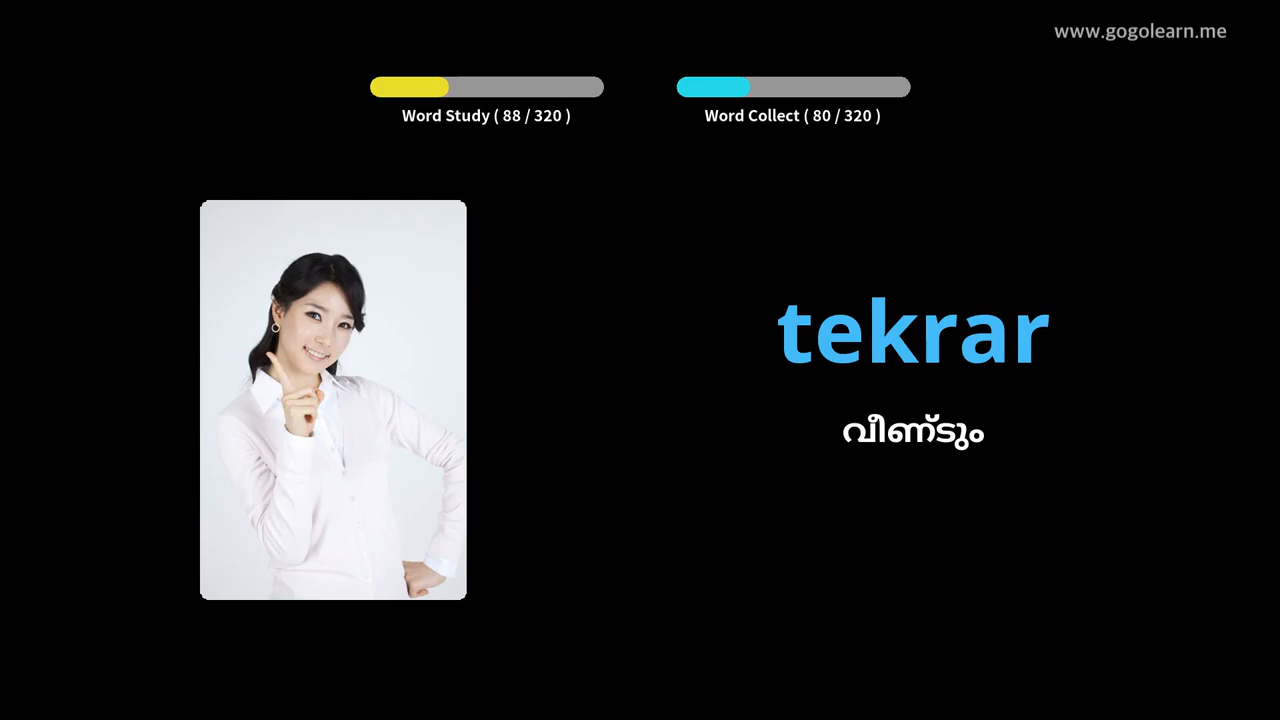 www.gogolearn.me
Word Study ( 88 / 320 )
Word Collect ( 80 / 320 )
tekrar
വീണ്ടും